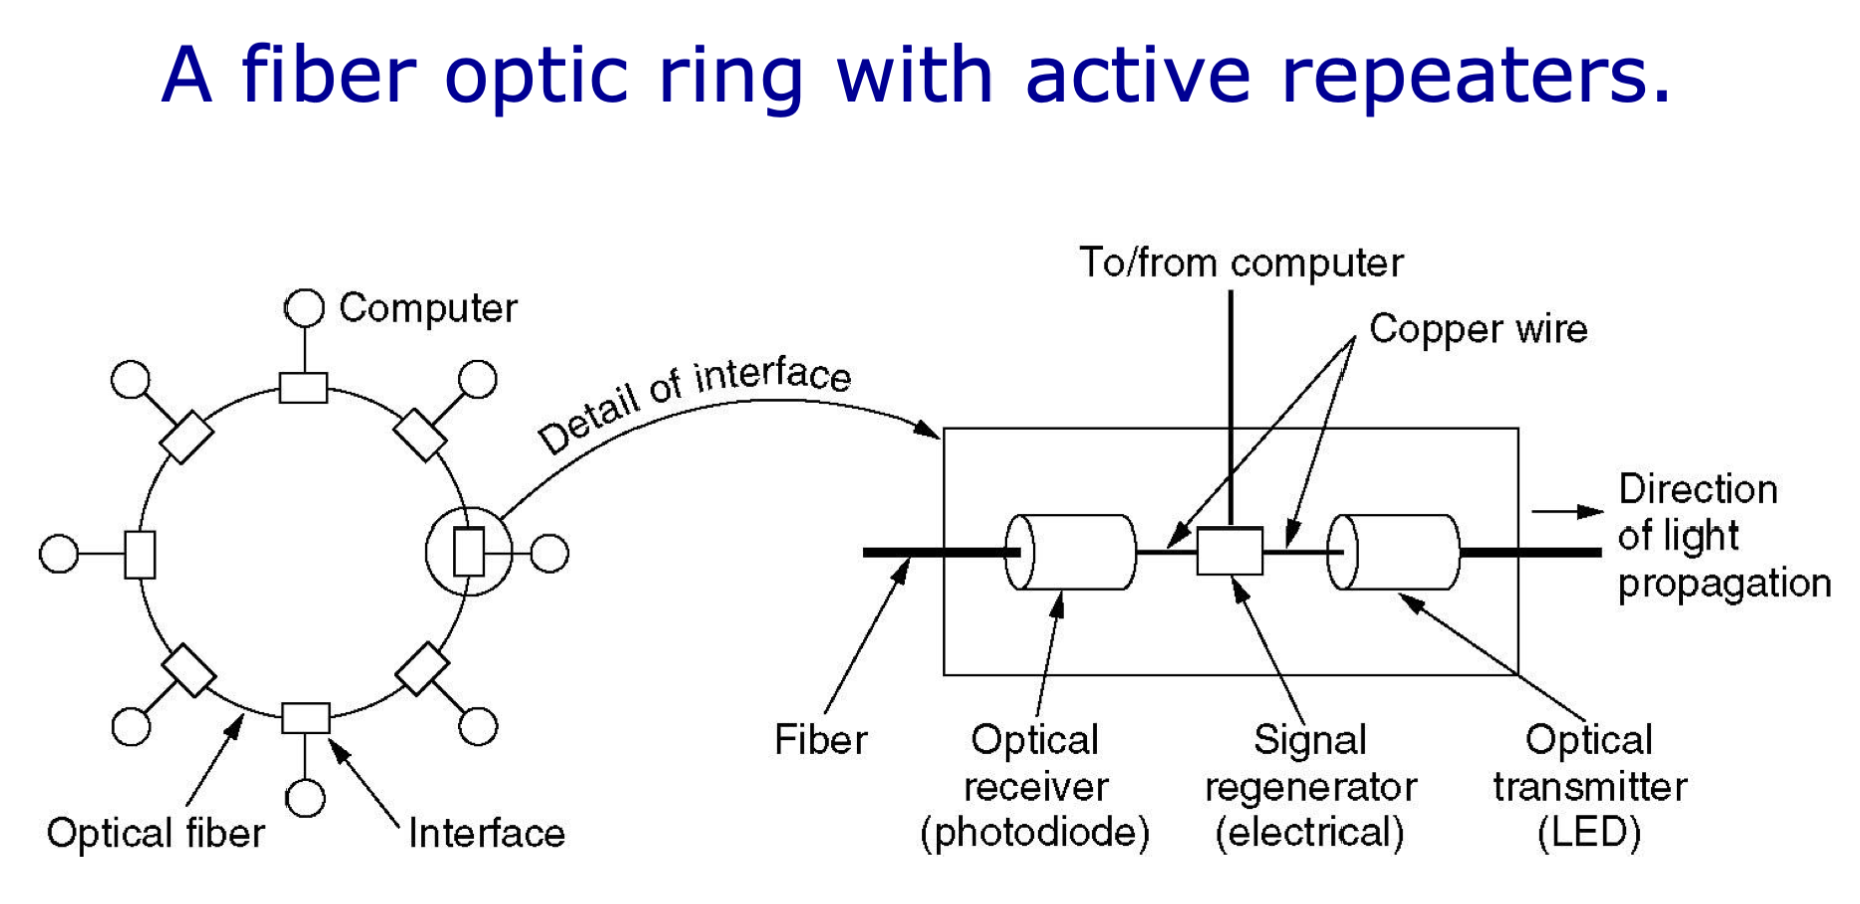 A fiber optic ring with active repeaters.
To/from computer
Computer
Copper wire
Detail of interface
Direction
of light
propagation
Fiber
Optical
receiver
(photodiode)
Signal
regenerator
(electrical)
Optical
transmitter
(LED)
Optical fiber
Interface